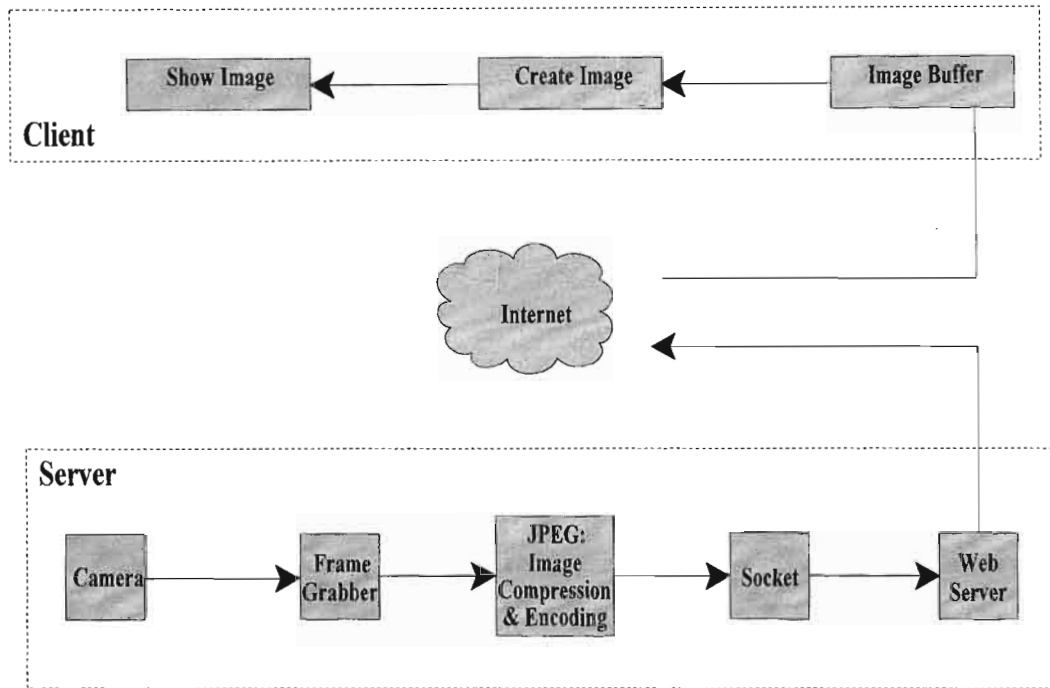 Show Image
Create Image
Image Buffer
Client
Internet
Server
Camera
Frame
Grabber
JPEG:
Image
Compression
& Encoding
Socket
Web
Server